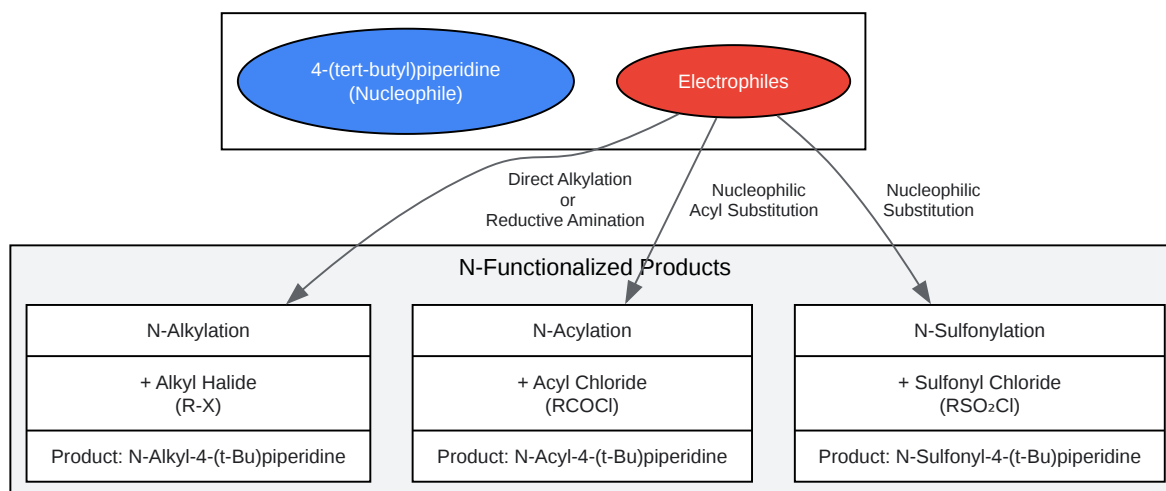 4-(tert-butyl)piperidine
(Nucleophile)
Electrophiles
Direct Alkylation
or
Reductive Amination
Nucleophilic
Acyl Substitution
Nucleophilic
Substitution
N-Functionalized Products
N-Alkylation
+ Alkyl Halide
(R-X)
Product: N-Alkyl-4-(t-Bu)piperidine
N-Acylation
+ Acyl Chloride
(RCOCl)
Product: N-Acyl-4-(t-Bu)piperidine
N-Sulfonylation
+ Sulfonyl Chloride
(RSO₂Cl)
Product: N-Sulfonyl-4-(t-Bu)piperidine